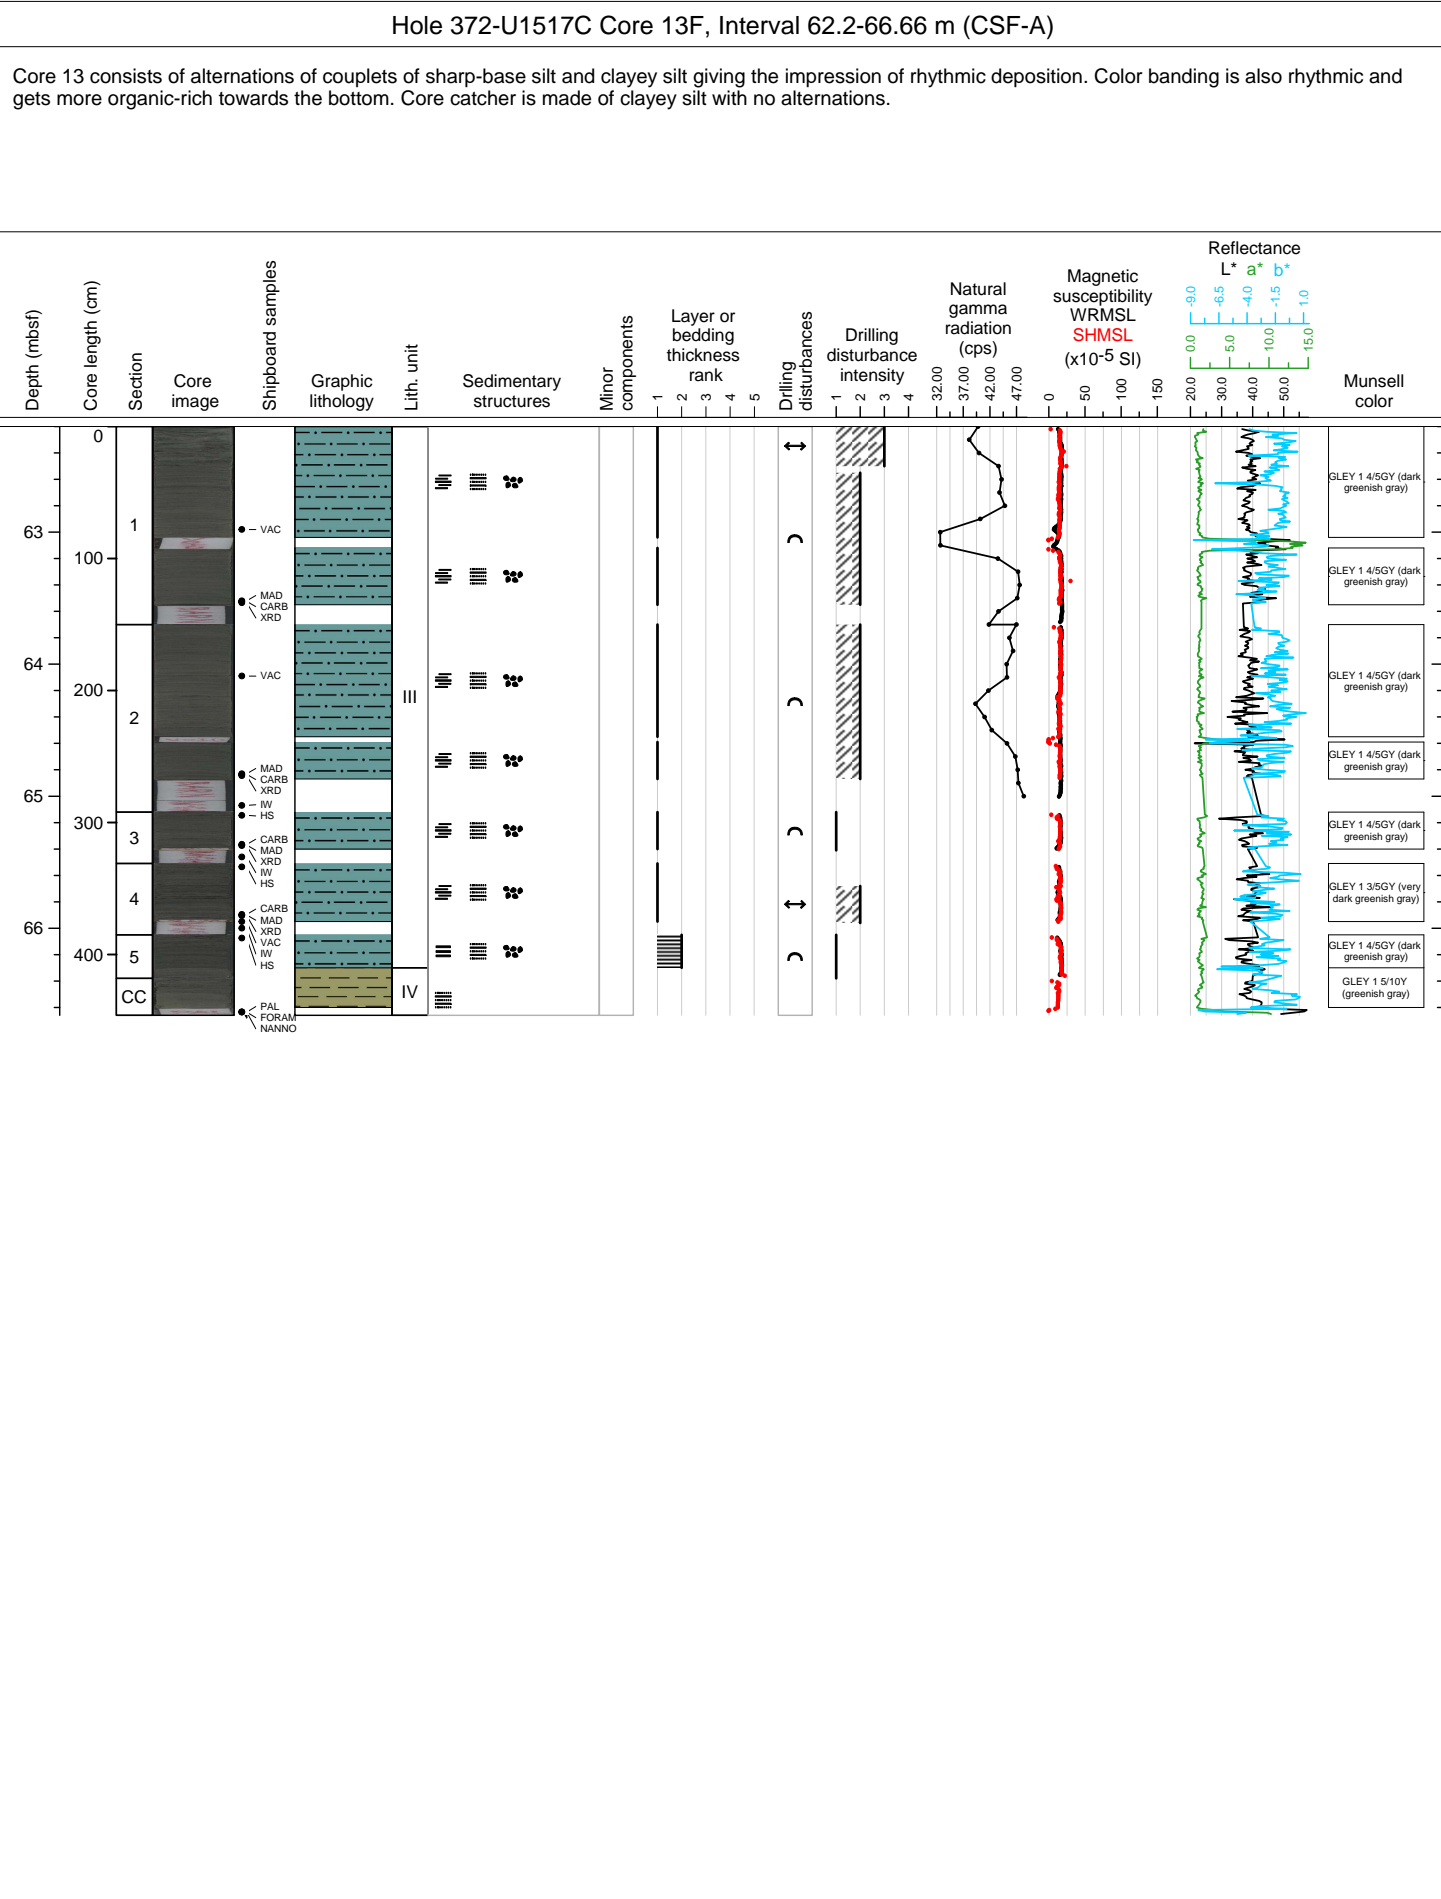 Hole 372-U1517C Core 13F, Interval 62.2-66.66 m (CSF-A)
Core 13 consists of alternations of couplets of sharp-base silt and clayey silt giving the impression of rhythmic deposition. Color banding is also rhythmic and
gets more organic-rich towards the bottom. Core catcher is made of clayey silt with no alternations.
Depth (mbsf)
Core length (cm)
Section
Core
image
Shipboard samples
Graphic
lithology
Lith. unit
Sedimentary
structures
Minor
components
Layer or
bedding
thickness
rank
1 2 3 4 5
Drlling
disturbances
Drilling
disturbance
intensity
1 2 3 4
Natural
gamma
radiation
(cps)
32.00 37.00 42.00 47.00
Magnetic
susceptibility
WRMSL
SHMSL
(x10-5 SI)
0 50 100 150
Reflectance
L* a* b*
-9.0 -6.5 -4.0 -1.5 1.0
0.0 5.0 10.0 15.0
20.0 30.0 40.0 50.0
Munsell
color
63
64
65
66
0
100
200
300
400
1
2
3
4
5
CC
VAC
MAD
CARB
XRD
VAC
MAD
CARB
XRD
IW
HS
CARB
MAD
XRD
IW
HS
CARB
MAD
XRD
VAC
IW
HS
PAL
FORAM
NANNO
III
IV
GLEY 1 4/5GY (dark
greenish gray)
GLEY 1 4/5GY (dark
greenish gray)
GLEY 1 4/5GY (dark
greenish gray)
GLEY 1 4/5GY (dark
greenish gray)
GLEY 1 4/5GY (dark
greenish gray)
GLEY 1 3/5GY (very
dark greenish gray)
GLEY 1 4/5GY (dark
greenish gray)
GLEY 1 5/10Y
(greenish gray)